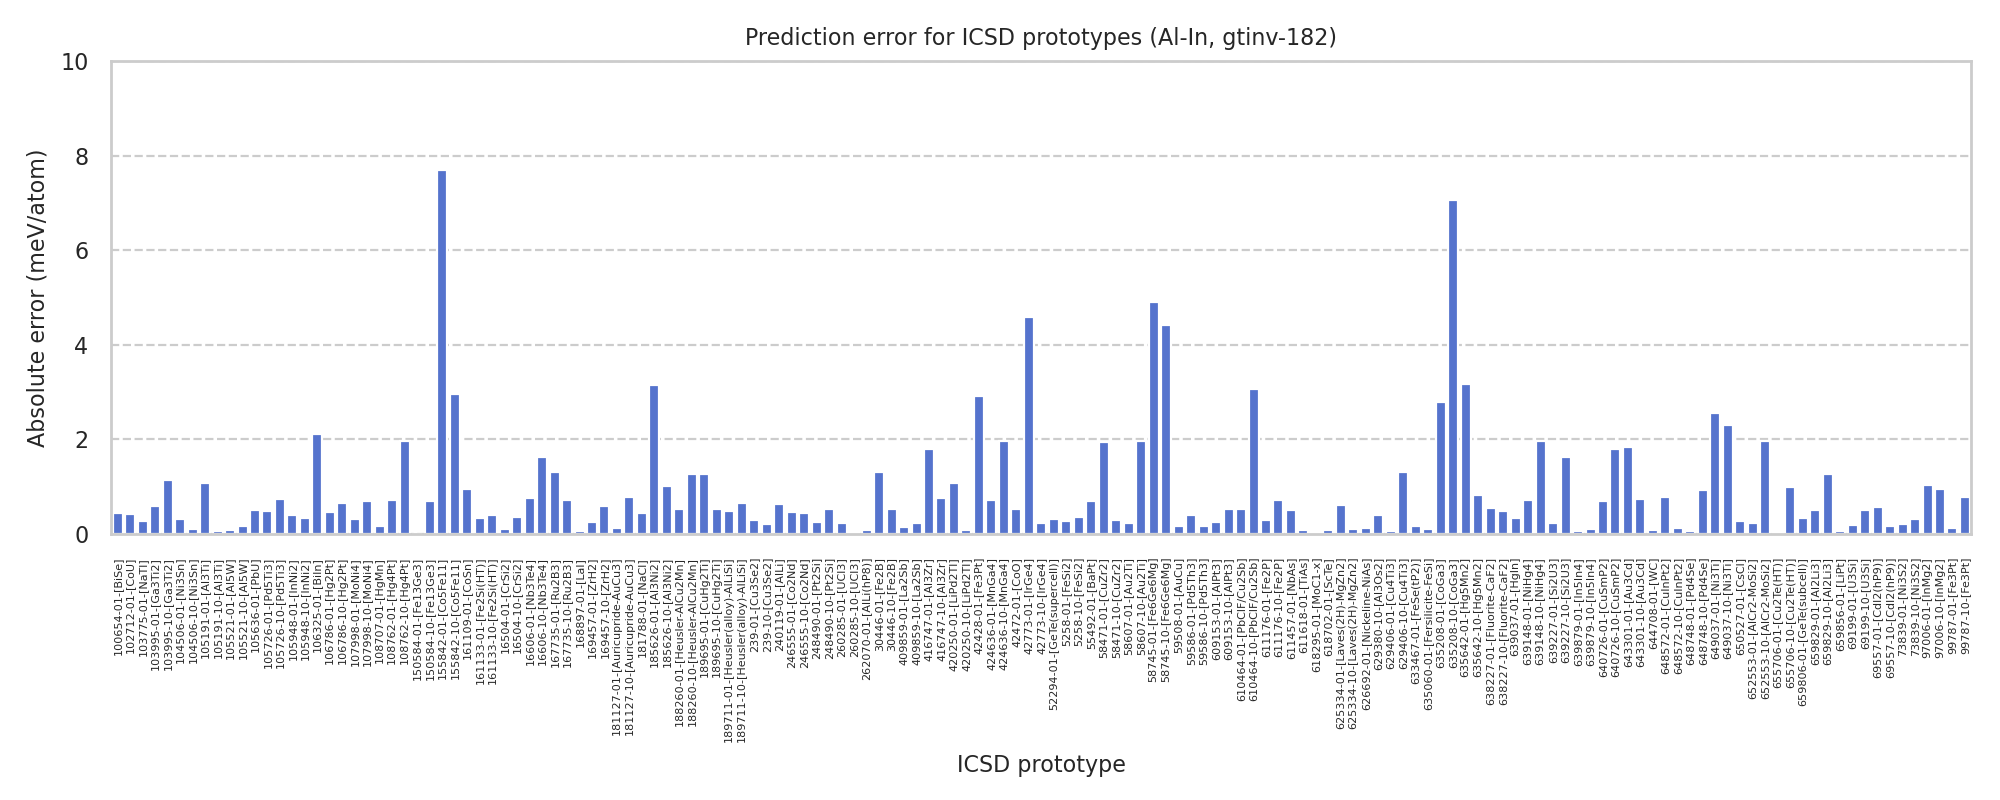 Prediction error for ICSD prototypes (Al-In, gtinv-182)
Absolute error (meV/atom)
10
8
6
4
2
0
100654-01-[BiSe]
102712-01-[CoU]
103775-01-[NaTl]
103995-01-[Ga3Ti2]
103995-10-[Ga3Ti2]
104506-01-[Ni3Sn]
104506-10-[Ni3Sn]
105191-01-[Al3Ti]
105191-10-[Al3Ti]
105521-01-[Al5W]
105521-10-[Al5W]
105636-01-[PbU]
105726-01-[Pd5Ti3]
105726-10-[Pd5Ti3]
105948-01-[InNi2]
105948-10-[InNi2]
106325-01-[BiIn]
106786-01-[Hg2Pt]
106786-10-[Hg2Pt]
107998-01-[MoNi4]
107998-10-[MoNi4]
108707-01-[HgMn]
108762-01-[Hg4Pt]
108762-10-[Hg4Pt]
150584-01-[Fe13Ge3]
150584-10-[Fe13Ge3]
155842-01-[Co5Fe11]
155842-10-[Co5Fe11]
161109-01-[CoSn]
161133-01-[Fe2Si(HT)]
161133-10-[Fe2Si(HT)]
16504-01-[CrSi2]
16504-10-[CrSi2]
16606-01-[Nb3Te4]
16606-10-[Nb3Te4]
167735-01-[Ru2B3]
167735-10-[Ru2B3]
168897-01-[LaI]
169457-01-[ZrH2]
169457-10-[ZrH2]
181127-01-[Auricupride-AuCu3]
181127-10-[Auricupride-AuCu3]
181788-01-[NaCl]
185626-01-[Al3Ni2]
185626-10-[Al3Ni2]
188260-01-[Heusler-AlCu2Mn]
188260-10-[Heusler-AlCu2Mn]
189695-01-[CuHg2Ti]
189695-10-[CuHg2Ti]
189711-01-[Heusler(alloy)-AlLiSi]
189711-10-[Heusler(alloy)-AlLiSi]
239-01-[Cu3Se2]
239-10-[Cu3Se2]
240119-01-[AlLi]
246555-01-[Co2Nd]
246555-10-[Co2Nd]
248490-01-[Pt2Si]
248490-10-[Pt2Si]
260285-01-[UCl3]
260285-10-[UCl3]
262070-01-[AlLi(hP8)]
30446-01-[Fe2B]
30446-10-[Fe2B]
409859-01-[La2Sb]
409859-10-[La2Sb]
416747-01-[Al3Zr]
416747-10-[Al3Zr]
420250-01-[LiPd2Tl]
420250-10-[LiPd2Tl]
42428-01-[Fe3Pt]
424636-01-[MnGa4]
424636-10-[MnGa4]
42472-01-[CoO]
42773-01-[IrGe4]
42773-10-[IrGe4]
52294-01-[GeTe(supercell)]
5258-01-[FeSi2]
5258-10-[FeSi2]
55492-01-[BaPt]
58471-01-[CuZr2]
58471-10-[CuZr2]
58607-01-[Au2Ti]
58607-10-[Au2Ti]
58745-01-[Fe6Ge6Mg]
58745-10-[Fe6Ge6Mg]
59508-01-[AuCu]
59586-01-[Pd5Th3]
59586-10-[Pd5Th3]
609153-01-[AlPt3]
609153-10-[AlPt3]
610464-01-[PbClF/Cu2Sb]
610464-10-[PbClF/Cu2Sb]
611176-01-[Fe2P]
611176-10-[Fe2P]
611457-01-[NbAs]
611618-01-[TiAs]
618295-01-[MoC1-x]
618702-01-[ScTe]
625334-01-[Laves(2H)-MgZn2]
625334-10-[Laves(2H)-MgZn2]
626692-01-[Nickeline-NiAs]
629380-10-[Al3Os2]
629406-01-[Cu4Ti3]
629406-10-[Cu4Ti3]
633467-01-[FeSe(tP2)]
635060-01-[Fersilicite-FeSi]
635208-01-[CoGa3]
635208-10-[CoGa3]
635642-01-[Hg5Mn2]
635642-10-[Hg5Mn2]
638227-01-[Fluorite-CaF2]
638227-10-[Fluorite-CaF2]
639037-01-[HgIn]
639148-01-[NiHg4]
639148-10-[NiHg4]
639227-01-[Si2U3]
639227-10-[Si2U3]
639879-01-[In5In4]
639879-10-[In5In4]
640726-01-[CuSmP2]
640726-10-[CuSmP2]
643301-01-[Au3Cd]
643301-10-[Au3Cd]
644708-01-[WC]
648572-01-[CuInPt2]
648572-10-[CuInPt2]
648748-01-[Pd4Se]
648748-10-[Pd4Se]
649037-01-[Ni3Ti]
649037-10-[Ni3Ti]
650527-01-[CsCl]
652553-01-[AlCr2-MoSi2]
652553-10-[AlCr2-MoSi2]
655706-01-[Cu2Te(HT)]
655706-10-[Cu2Te(HT)]
659806-01-[GeTe(subcell)]
659829-01-[Al2Li3]
659829-10-[Al2Li3]
659856-01-[LiPt]
69199-01-[U3Si]
69199-10-[U3Si]
69557-01-[CdI2(hP9)]
69557-10-[CdI2(hP9)]
73839-01-[Ni3S2]
73839-10-[Ni3S2]
97006-01-[InMg2]
97006-10-[InMg2]
99787-01-[Fe3Pt]
99787-10-[Fe3Pt]
ICSD prototype